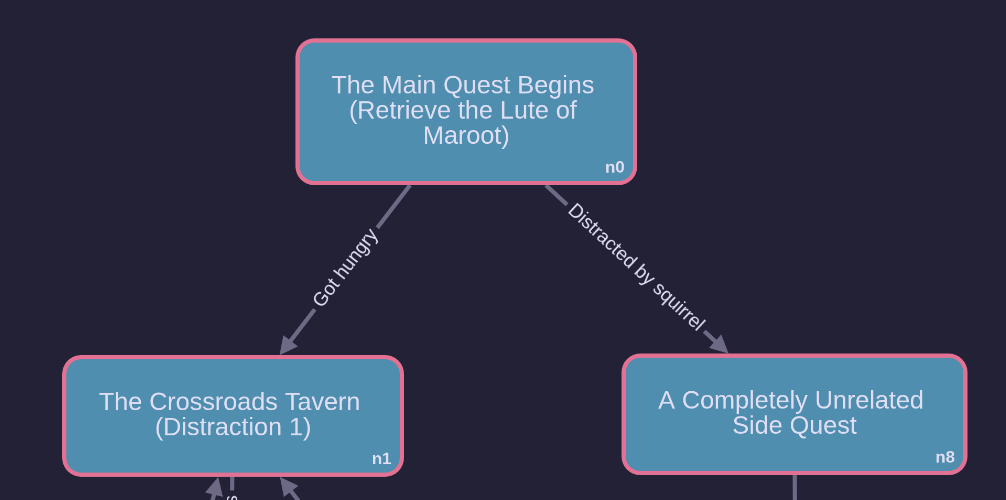 The Main Quest Begins
(Retrieve the Lute of
Maroot)
n0
Got hungry
Distracted by squirrel
The Crossroads Tavern
(Distraction 1)
n1
A Completely Unrelated
Side Quest
n8